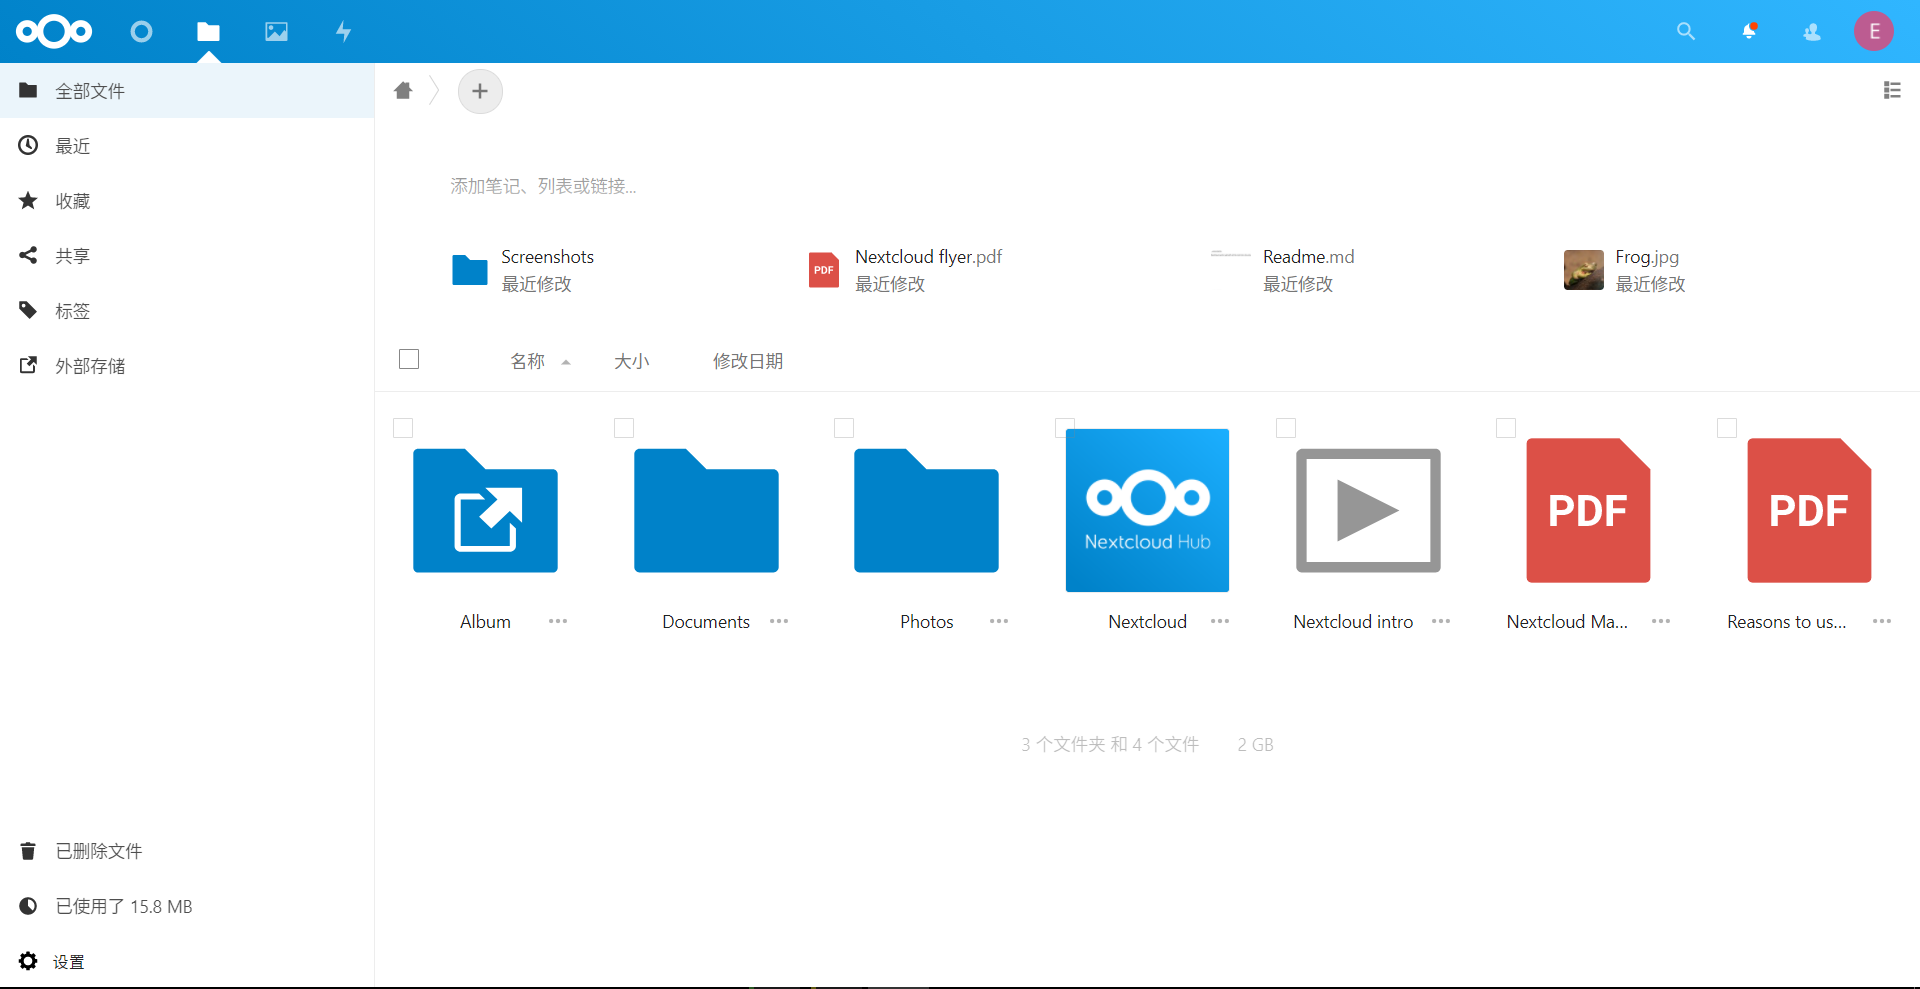 E
全部文件
最近
收藏
共享
标签
外部存储
已删除文件
已使用了 15.8 MB
设置
添加笔记、列表或链接...
Screenshots
最近修改
PDF
Nextcloud flyer.pdf
最近修改
Readme.md
最近修改
Frog.jpg
最近修改
名称 大小 修改日期
Nextcloud Hub
PDF
PDF
Album
Documents
Photos
Nextcloud
Nextcloud intro
Nextcloud Ma...
Reasons to us...
3 个文件夹 和 4 个文件 2 GB